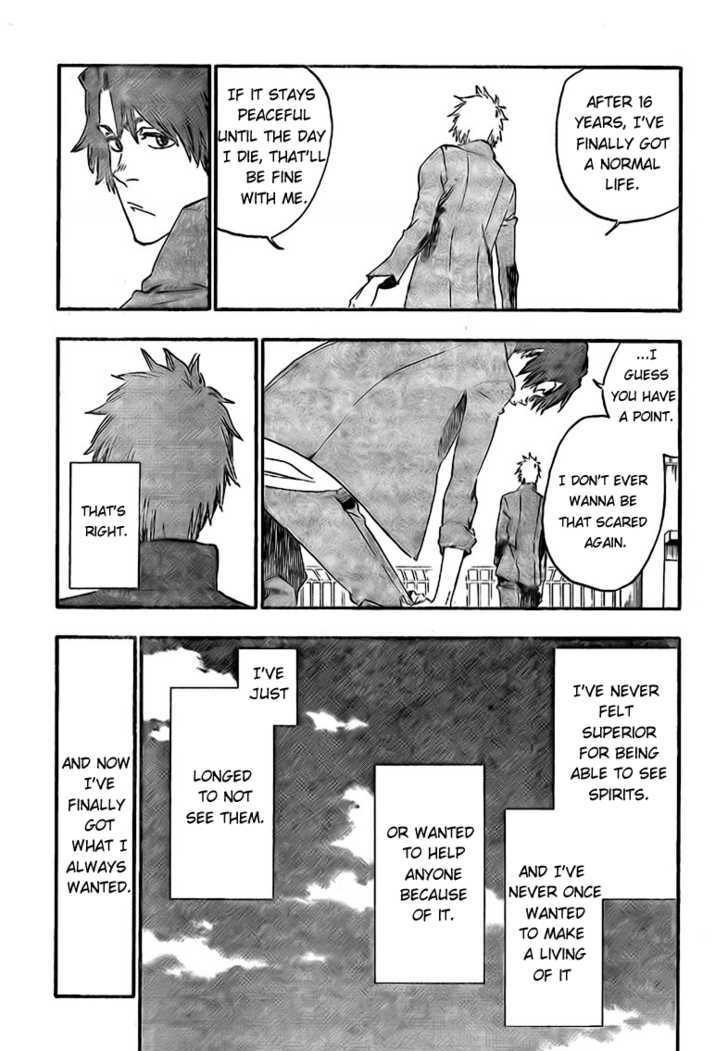 AFTER 16
YEARS, I'VE
FINALLY GOT
A NORMAL
LIFE.
IF IT STAYS
PEACEFUL
UNTIL THE DAY
I DIE, THAT'LL
BE FINE
WITH ME.
...I
GUESS
YOU HAVE
A POINT.
I DON'T EVER
WANNA BE
THAT SCARED
AGAIN.
THAT'S
RIGHT.
I'VE NEVER
FELT
SUPERIOR
FOR BEING
ABLE TO SEE
SPIRITS.
AND I'VE
NEVER ONCE
WANTED
TO MAKE
A LIVING
OF IT
OR WANTED
TO HELP
ANYONE
BECAUSE
OF IT.
I'VE
JUST
LONGED
TO NOT
SEE THEM.
AND NOW
I'VE
FINALLY
GOT
WHAT I
ALWAYS
WANTED.